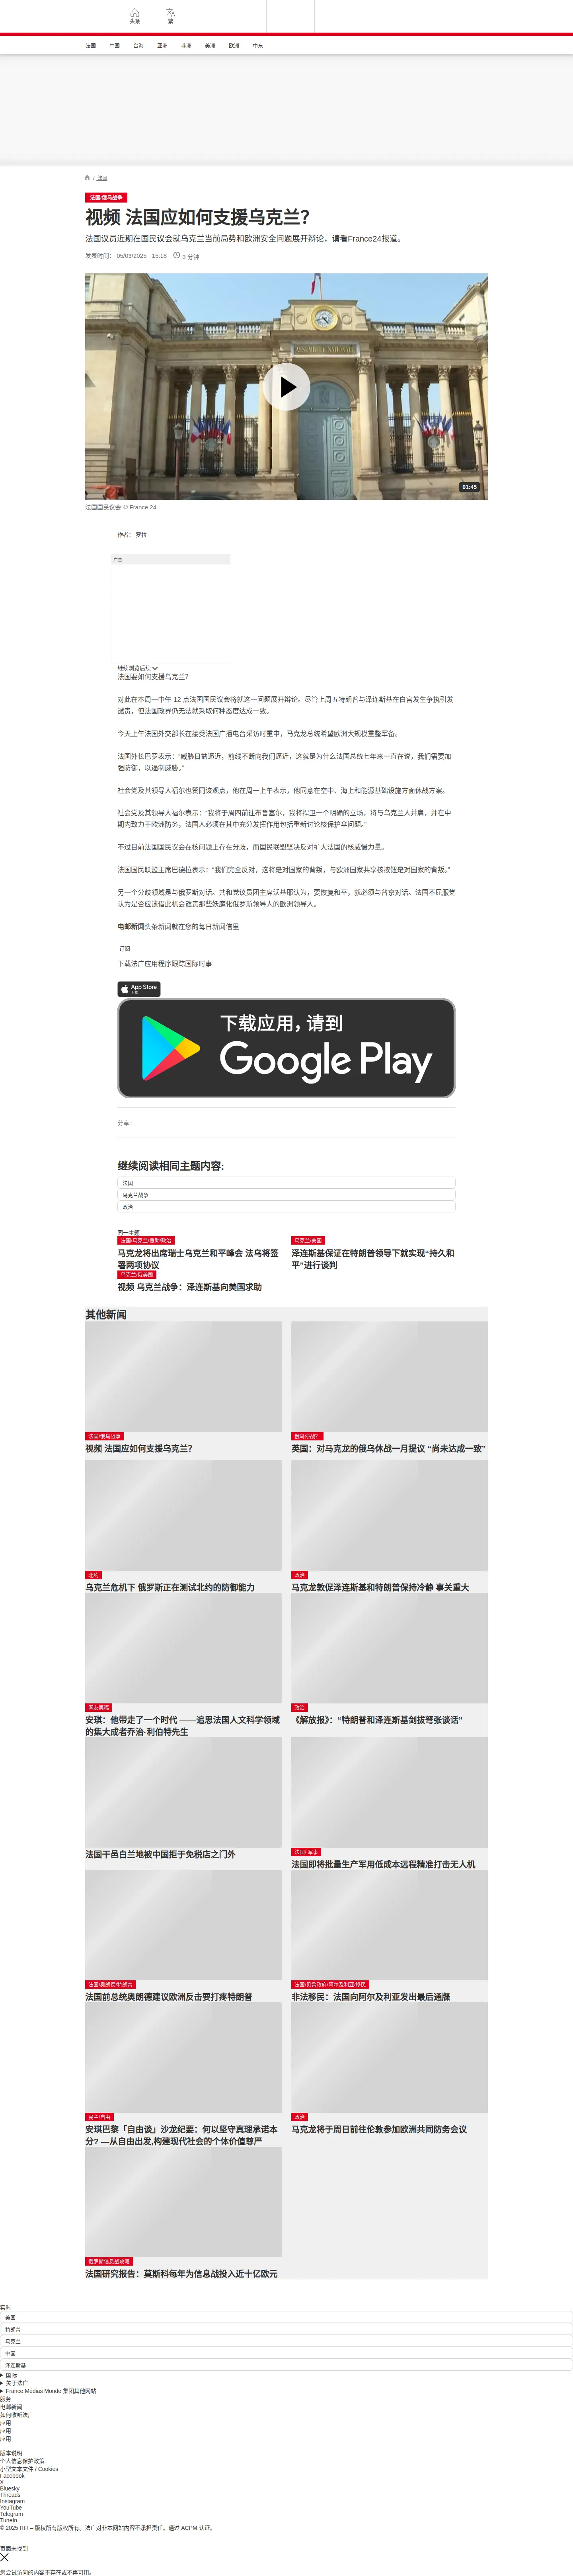 头条
繁
法国
中国
台海
亚洲
非洲
美洲
欧洲
中东
/ 法国
法国/俄乌战争
视频 法国应如何支援乌克兰？
法国议员近期在国民议会就乌克兰当前局势和欧洲安全问题展开辩论，请看France24报道。
发表时间： 05/03/2025 - 15:18
3 分钟
ASSEMBLEE NATIONALE
01:45
法国国民议会 © France 24
作者： 罗拉
广告
继续浏览后续
法国要如何支援乌克兰？
对此在本周一中午 12 点法国国民议会将就这一问题展开辩论。尽管上周五特朗普与泽连斯基在白宫发生争执引发
谴责，但法国政界仍无法就采取何种态度达成一致。
今天上午法国外交部长在接受法国广播电台采访时重申，马克龙总统希望欧洲大规模重整军备。
法国外长巴罗表示：“威胁日益逼近，前线不断向我们逼近，这就是为什么法国总统七年来一直在说，我们需要加
强防御，以遏制威胁。”
社会党及其领导人福尔也赞同该观点，他在周一上午表示，他同意在空中、海上和能源基础设施方面休战方案。
社会党及其领导人福尔表示：“我将于周四前往布鲁塞尔，我将捍卫一个明确的立场，将与乌克兰人并肩，并在中
期内致力于欧洲防务，法国人必须在其中充分发挥作用包括重新讨论核保护伞问题。”
不过目前法国国民议会在核问题上存在分歧，而国民联盟坚决反对扩大法国的核威慑力量。
法国国民联盟主席巴德拉表示：“我们完全反对，这将是对国家的背叛，与欧洲国家共享核按钮是对国家的背叛。”
另一个分歧领域是与俄罗斯对话。共和党议员团主席沃基耶认为，要恢复和平，就必须与普京对话。法国不屈服党
认为是否应该借此机会谴责那些妖魔化俄罗斯领导人的欧洲领导人。
电邮新闻头条新闻就在您的每日新闻信里
订阅
下载法广应用程序跟踪国际时事
App Store
下载
下载应用，请到
Google Play
分享 :
继续阅读相同主题内容:
法国
乌克兰战争
政治
同一主题
法国/乌克兰/援助/政治
马克龙将出席瑞士乌克兰和平峰会 法乌将签
署两项协议
乌克兰/美国
泽连斯基保证在特朗普领导下就实现“持久和
平”进行谈判
乌克兰/俄美国
视频 乌克兰战争：泽连斯基向美国求助
其他新闻
法国/俄乌战争
视频 法国应如何支援乌克兰？
俄乌停战?
英国：对马克龙的俄乌休战一月提议 “尚未达成一致”
北约
乌克兰危机下 俄罗斯正在测试北约的防御能力
政治
马克龙敦促泽连斯基和特朗普保持冷静 事关重大
网友惠稿
安琪：他带走了一个时代 ——追思法国人文科学领域
的集大成者乔治·利伯特先生
政治
《解放报》：“特朗普和泽连斯基剑拔弩张谈话”
法国干邑白兰地被中国拒于免税店之门外
法国/ 军事
法国即将批量生产军用低成本远程精准打击无人机
法国/奥朗德/特朗普
法国前总统奥朗德建议欧洲反击要打疼特朗普
法国/贝鲁政府/阿尔及利亚/移民
非法移民：法国向阿尔及利亚发出最后通牒
民主/自由
安琪巴黎「自由谈」沙龙纪要：何以坚守真理承诺本
分? —从自由出发,构建现代社会的个体价值尊严
政治
马克龙将于周日前往伦敦参加欧洲共同防务会议
俄罗斯信息战攻略
法国研究报告：莫斯科每年为信息战投入近十亿欧元
实时
美国
特朗普
乌克兰
中国
泽连斯基
国际
关于法广
France Médias Monde 集团其他网站
服务
电邮新闻
如何收听法广
应用
应用
应用
版本说明
个人信息保护政策
小型文本文件 / Cookies
Facebook
X
Bluesky
Threads
Instagram
YouTube
Telegram
TuneIn
© 2025 RFI – 版权所有版权所有。法广对非本网站内容不承担责任。通过 ACPM 认证。
页面未找到
您尝试访问的内容不存在或不再可用。